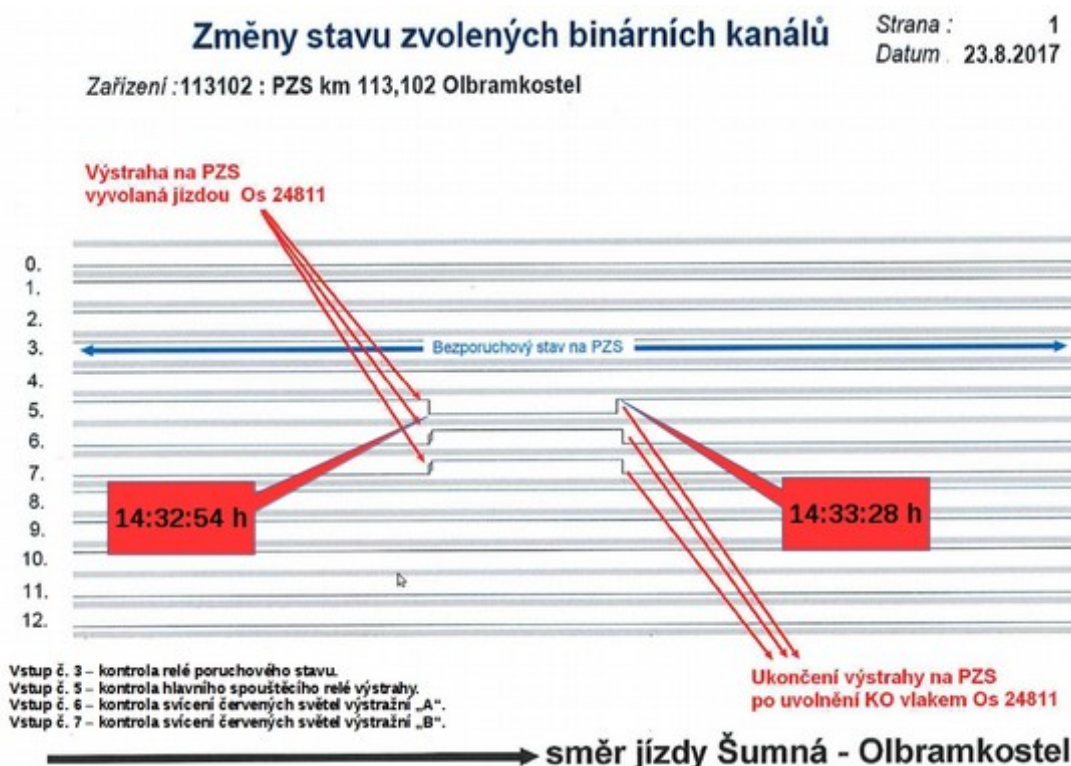 Změny stavu zvolených binárních kanálů
Strana : 1
Datum 23.8.2017
Zařízení :113102 : PZS km 113,102 Olbramkostel
Výstraha na PZS
vyvolaná jízdou Os 24811
0.
1.
2.
3.
Bezporuchový stav na PZS
4.
5.
6.
7.
8.
9.
10.
11.
12.
14:32:54 h
14:33:28 h
Vstup č. 3 – kontrola relé poruchového stavu.
Vstup č. 5 – kontrola hlavního spouštěcího relé výstrahy.
Vstup č. 6 – kontrola svícení červených světel výstražní „A“.
Vstup č. 7 – kontrola svícení červených světel výstražní „B“.
Ukončení výstrahy na PZS
po uvolnění KO vlakem Os 24811
směr jízdy Šumná - Olbramkostel